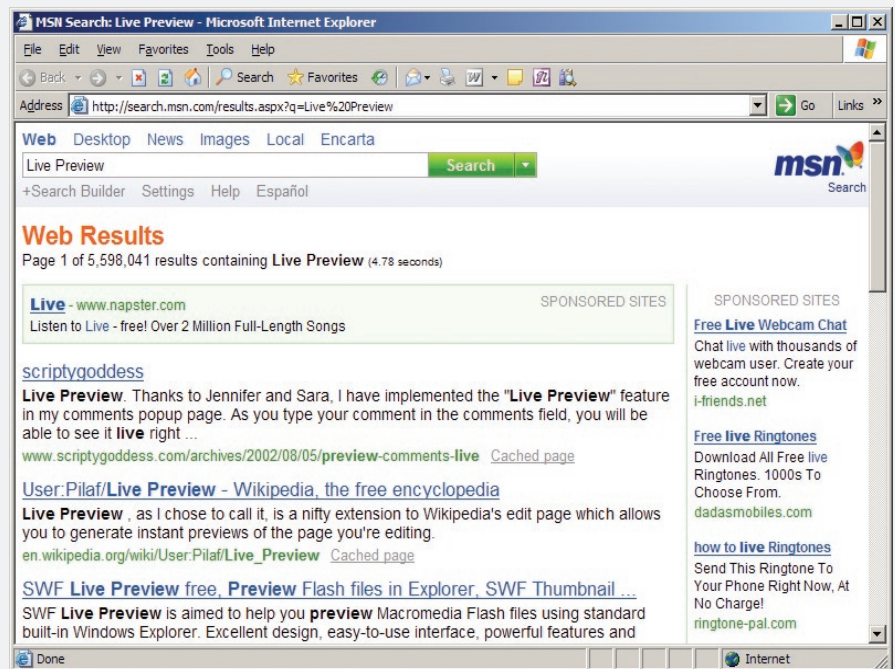 MSN Search: Live Preview - Microsoft Internet Explorer
File Edit View Favorites Tools Help
Back Search Favorites
Address http://search.msn.com/results.aspx?q=Live%20Preview Go Links »
Web Desktop News Images Local Encarta
Live Preview Search
+Search Builder Settings Help Español
msn
Search
Web Results
Page 1 of 5,598,041 results containing Live Preview (4.78 seconds)
Live - www.napster.com SPONSORED SITES
Listen to Live - free! Over 2 Million Full-Length Songs
scriptygoddess
Live Preview. Thanks to Jennifer and Sara, I have implemented the "Live Preview" feature
in my comments popup page. As you type your comment in the comments field, you will be
able to see it live right ...
www.scriptygoddess.com/archives/2002/08/05/preview-comments-live Cached page
User:Pilaf/Live Preview - Wikipedia, the free encyclopedia
Live Preview , as I chose to call it, is a nifty extension to Wikipedia's edit page which allows
you to generate instant previews of the page you're editing.
en.wikipedia.org/wiki/User:Pilaf/Live_Preview Cached page
SWF Live Preview free, Preview Flash files in Explorer, SWF Thumbnail ...
SWF Live Preview is aimed to help you preview Macromedia Flash files using standard
built-in Windows Explorer. Excellent design, easy-to-use interface, powerful features and
SPONSORED SITES
Free Live Webcam Chat
Chat live with thousands of
webcam user. Create your
free account now.
i-friends.net
Free live Ringtones
Download All Free live
Ringtones. 1000s To
Choose From.
dadasmobiles.com
how to live Ringtones
Send This Ringtone To
Your Phone Right Now, At
No Charge!
ringtone-pal.com
Done Internet